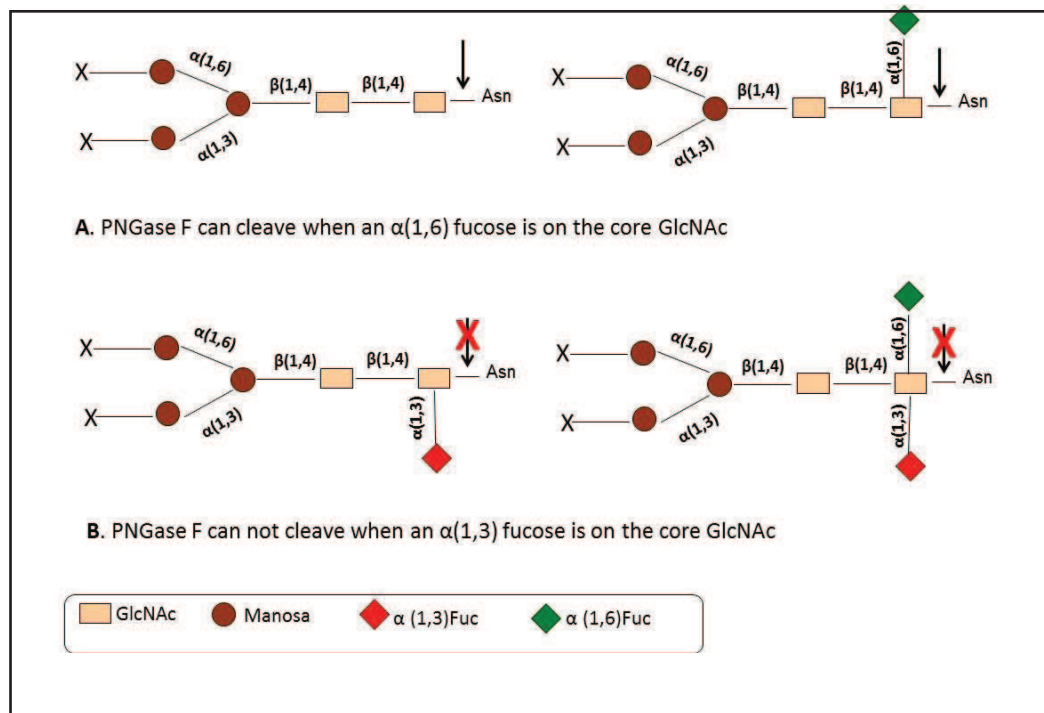 X α(1,6) β(1,4) β(1,4) Asn
X α(1,3)
α(1,6)
X α(1,6) β(1,4) β(1,4) Asn
X α(1,3)
A. PNGase F can cleave when an α(1,6) fucose is on the core GlcNAc
X α(1,6) β(1,4) β(1,4) X Asn
X α(1,3) α(1,3)
X α(1,6) β(1,4) β(1,4) α(1,6) X Asn
X α(1,3) α(1,3)
B. PNGase F can not cleave when an α(1,3) fucose is on the core GlcNAc
GlcNAc Manosa α (1,3)Fuc α (1,6)Fuc